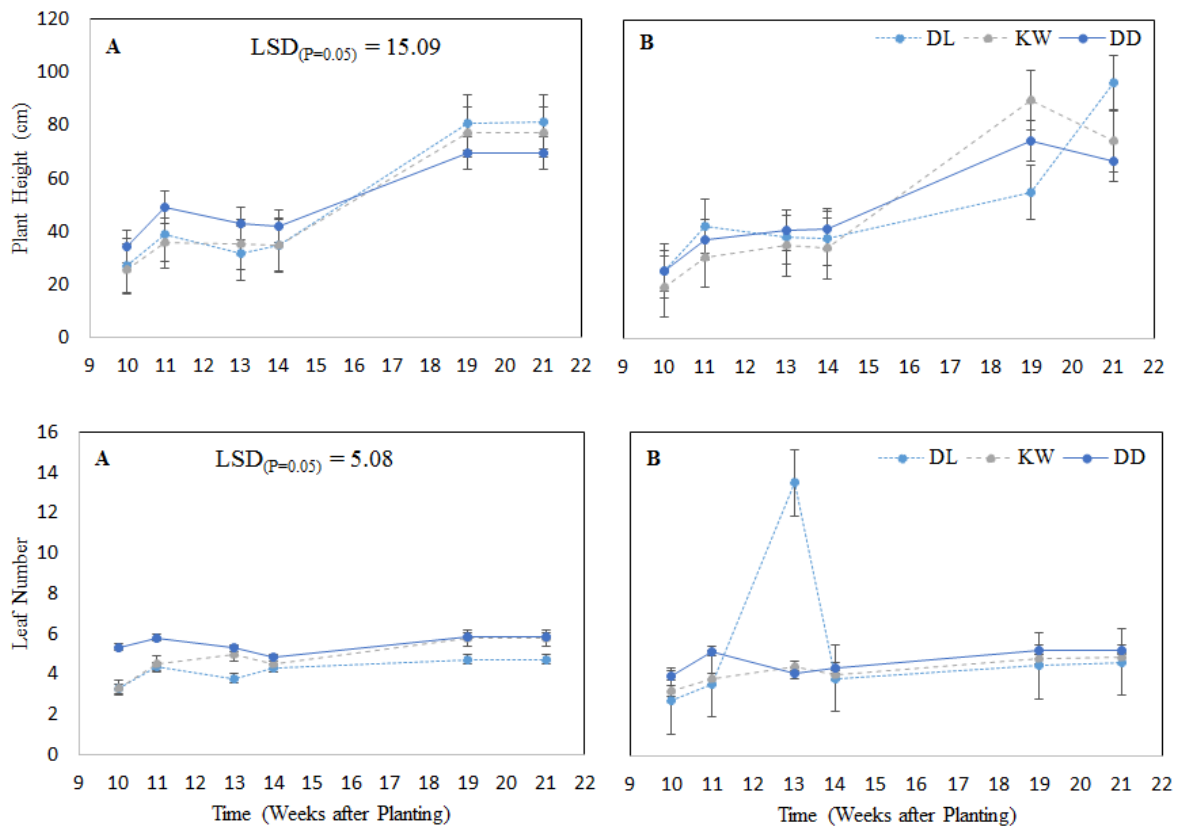 120
100
80
60
40
20
0
Plant Height (cm)
A
LSD(P=0.05) = 15.09
9 10 11 12 13 14 15 16 17 18 19 20 21 22
B
DL KW DD
9 10 11 12 13 14 15 16 17 18 19 20 21 22
16
14
12
10
8
6
4
2
0
Leaf Number
A
LSD(P=0.05) = 5.08
10 11 12 13 14 15 16 17 18 19 20 21 22
Time (Weeks after Planting)
B
DL KW DD
9 10 11 12 13 14 15 16 17 18 19 20 21 22
Time (Weeks after Planting)